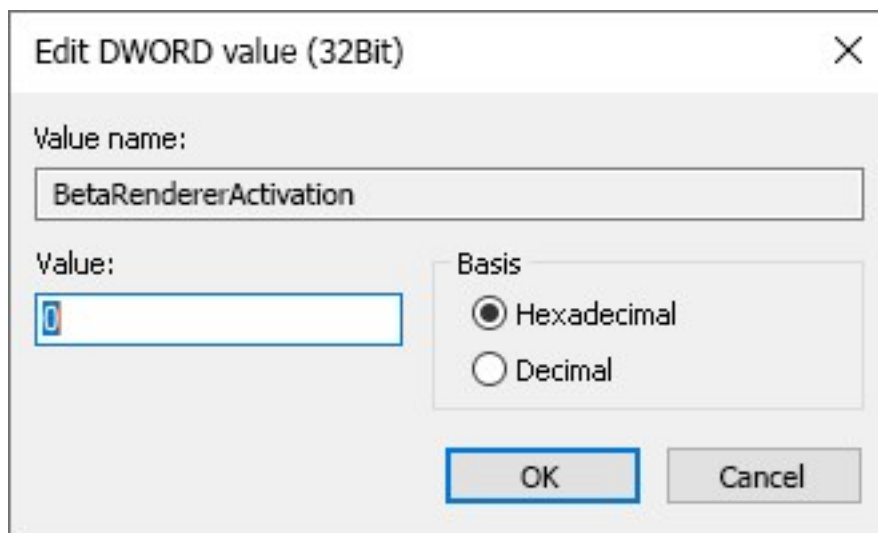 Edit DWORD value (32Bit)
Value name:
BetaRendererActivation
Value:
0
Basis
Hexadecimal
Decimal
OK
Cancel